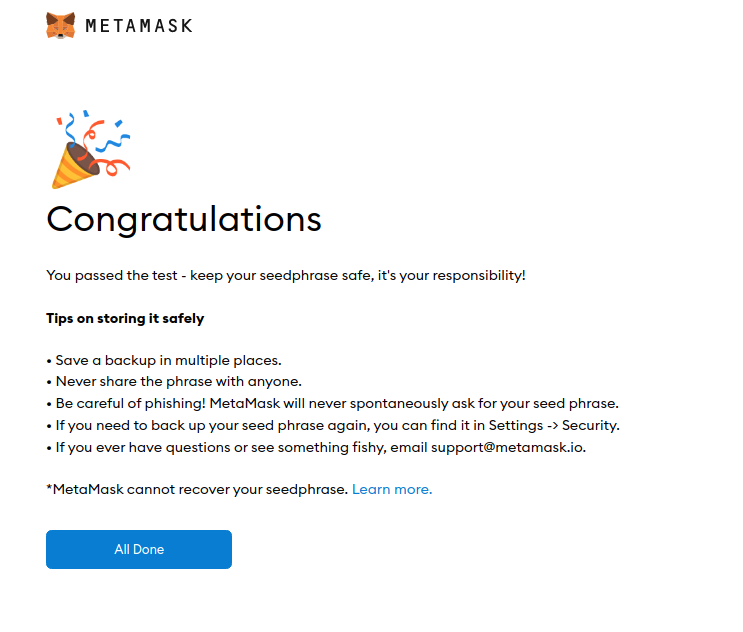 METAMASK
Congratulations
You passed the test - keep your seedphrase safe, it's your responsibility!
Tips on storing it safely
• Save a backup in multiple places.
• Never share the phrase with anyone.
• Be careful of phishing! MetaMask will never spontaneously ask for your seed phrase.
• If you need to back up your seed phrase again, you can find it in Settings -> Security.
• If you ever have questions or see something fishy, email support@metamask.io.
*MetaMask cannot recover your seedphrase. Learn more.
All Done